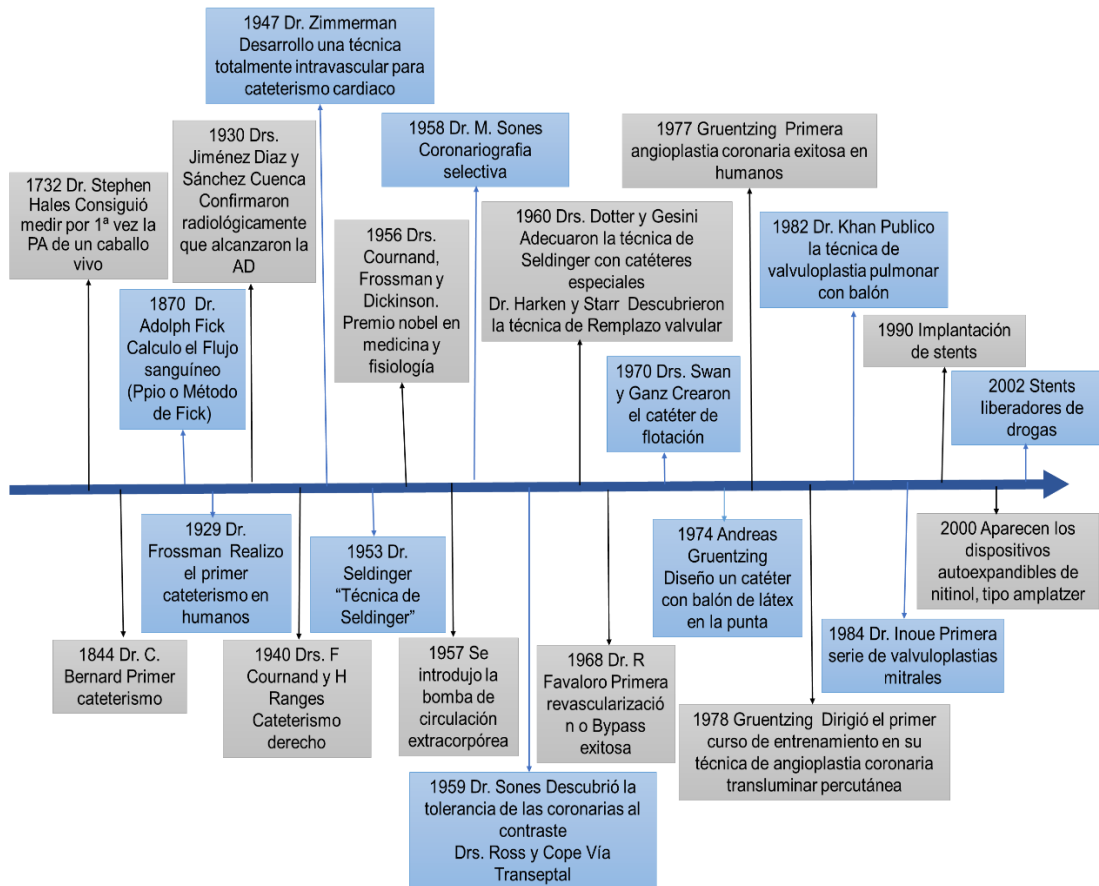 1947 Dr. Zimmerman
Desarrollo una técnica
totalmente intravascular para
cateterismo cardiaco
1930 Drs.
Jiménez Diaz y
Sánchez Cuenca
Confirmaron
radiológicamente
que alcanzaron la
AD
1958 Dr. M. Sones
Coronariografia
selectiva
1977 Gruentzing Primera
angioplastia coronaria exitosa en
humanos
1732 Dr. Stephen
Hales Consiguió
medir por 1ª vez la
PA de un caballo
vivo
1956 Drs.
Cournand,
Frossman y
Dickinson.
Premio nobel en
medicina y
fisiología
1960 Drs. Dotter y Gesini
Adecuaron la técnica de
Seldinger con catéteres
especiales
Dr. Harken y Starr Descubrieron
la técnica de Remplazo valvular
1982 Dr. Khan Publico
la técnica de
valvuloplastia pulmonar
con balón
1870 Dr.
Adolph Fick
Calculo el Flujo
sanguíneo
(Ppio o Método
de Fick)
1970 Drs. Swan
y Ganz Crearon
el catéter de
flotación
1990 Implantación
de stents
2002 Stents
liberadores de
drogas
1929 Dr.
Frossman Realizo
el primer
cateterismo en
humanos
1953 Dr.
Seldinger
“Técnica de
Seldinger”
1974 Andreas
Gruentzing
Diseño un catéter
con balón de látex
en la punta
2000 Aparecen los
dispositivos
autoexpandibles de
nitinol, tipo amplatzer
1844 Dr. C.
Bernard Primer
cateterismo
1940 Drs. F
Cournand y H
Ranges
Cateterismo
derecho
1957 Se
introdujo la
bomba de
circulación
extracorpórea
1968 Dr. R
Favaloro Primera
revascularizació
n o Bypass
exitosa
1984 Dr. Inoue Primera
serie de valvuloplastias
mitrales
1978 Gruentzing Dirigió el primer
curso de entrenamiento en su
técnica de angioplastia coronaria
transluminar percutánea
1959 Dr. Sones Descubrió la
tolerancia de las coronarias al
contraste
Drs. Ross y Cope Vía
Transeptal